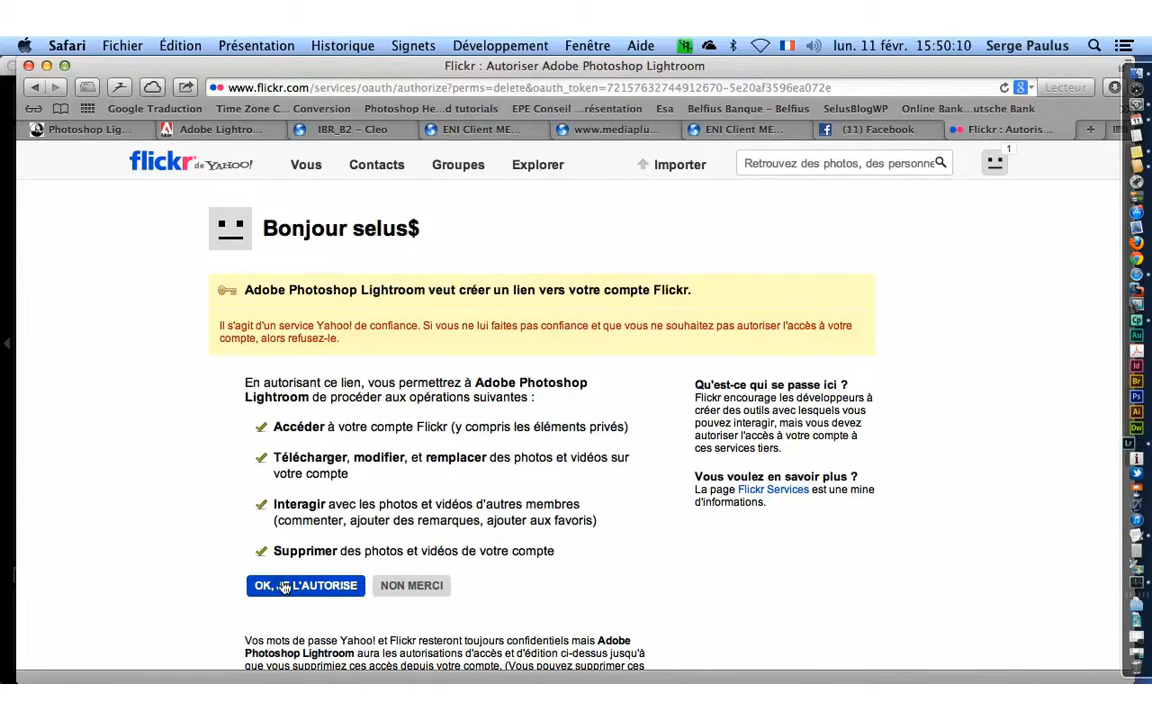 Safari Fichier Édition Présentation Historique Signets Développement Fenêtre Aide lun. 11 févr. 15:50:10 Serge Paulus
Flickr : Autoriser Adobe Photoshop Lightroom
www.flickr.com/services/oauth/authorize?perms=delete&oauth_token=72157632744912670-5e20af3596ea072e Lecteur
Google Traduction Time Zone C... Conversion Photoshop He...d tutorials EPE Conseil ...résentation Esa Belfius Banque - Belfius SelusBlogWP Online Bank...utsche Bank
Photoshop Lig... Adobe Lightro... IBR_B2 - Cleo ENI Client ME... www.mediaplu... ENI Client ME... (11) Facebook Flickr : Autoris...
flickr de YAHOO! Vous Contacts Groupes Explorer Importer Retrouvez des photos, des personne 1
Bonjour selus$
Adobe Photoshop Lightroom veut créer un lien vers votre compte Flickr.
Il s'agit d'un service Yahoo! de confiance. Si vous ne lui faites pas confiance et que vous ne souhaitez pas autoriser l'accès à votre
compte, alors refusez-le.
En autorisant ce lien, vous permettrez à Adobe Photoshop
Lightroom de procéder aux opérations suivantes :
Accéder à votre compte Flickr (y compris les éléments privés)
Télécharger, modifier, et remplacer des photos et vidéos sur
votre compte
Interagir avec les photos et vidéos d'autres membres
(commenter, ajouter des remarques, ajouter aux favoris)
Supprimer des photos et vidéos de votre compte
OK, L'AUTORISE NON MERCI
Vos mots de passe Yahoo! et Flickr resteront toujours confidentiels mais Adobe
Photoshop Lightroom aura les autorisations d'accès et d'édition ci-dessus jusqu'à
que vous supprimiez ces accès depuis votre compte. (Vous pouvez supprimer ces
Qu'est-ce qui se passe ici ?
Flickr encourage les développeurs à
créer des outils avec lesquels vous
pouvez interagir, mais vous devez
autoriser l'accès à votre compte à
ces services tiers.
Vous voulez en savoir plus ?
La page Flickr Services est une mine
d'informations.